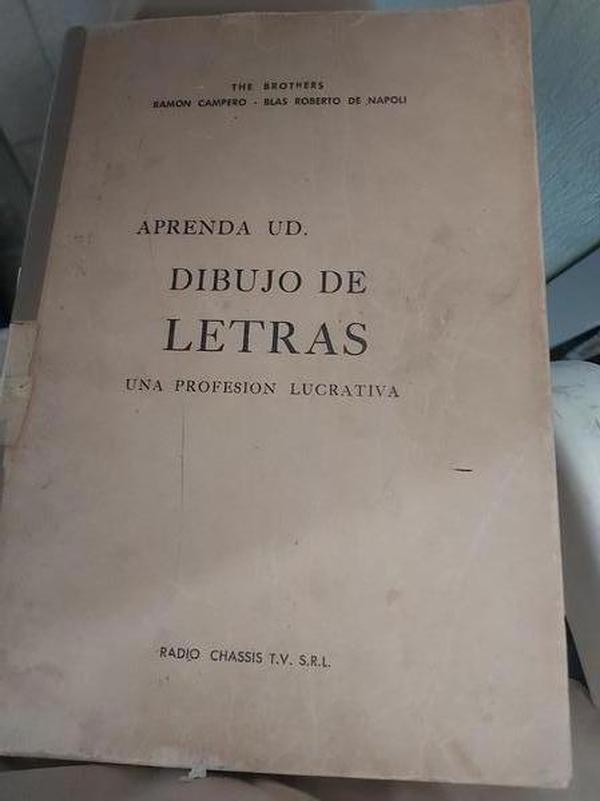 THE BROTHERS
RAMON CAMPERO - BLAS ROBERTO DE NAPOLI
APRENDA UD.
DIBUJO DE
LETRAS
UNA PROFESION LUCRATIVA
RADIO CHASSIS T.V. S.R.L.